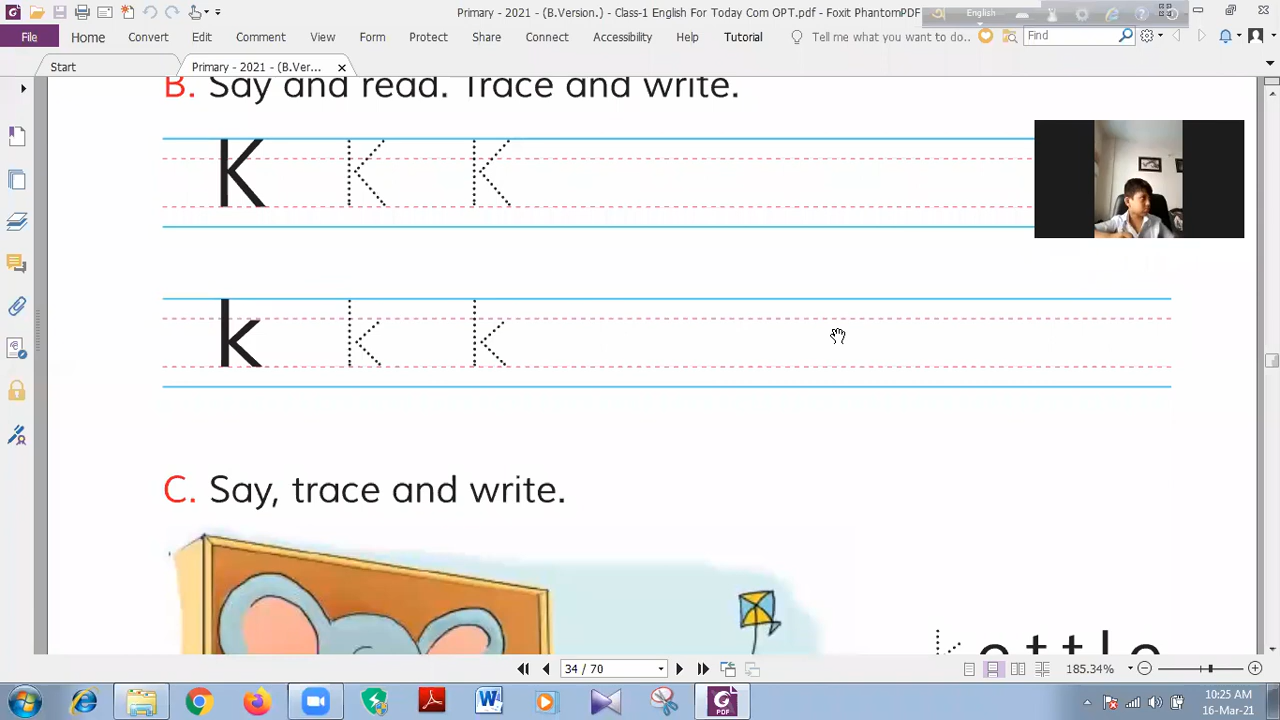 Primary - 2021 - (B.Version.) - Class-1 English For Today Com OPT.pdf - Foxit PhantomPDF
English
File Home Convert Edit Comment View Form Protect Share Connect Accessibility Help Tutorial Tell me what you want to do.. Find
Start Primary - 2021 - (B.Ver...
B. Say and read. Trace and write.
K K K
k k k
C. Say, trace and write.
kettle
34 / 70
185.34%
PDF
10:25 AM
16-Mar-21